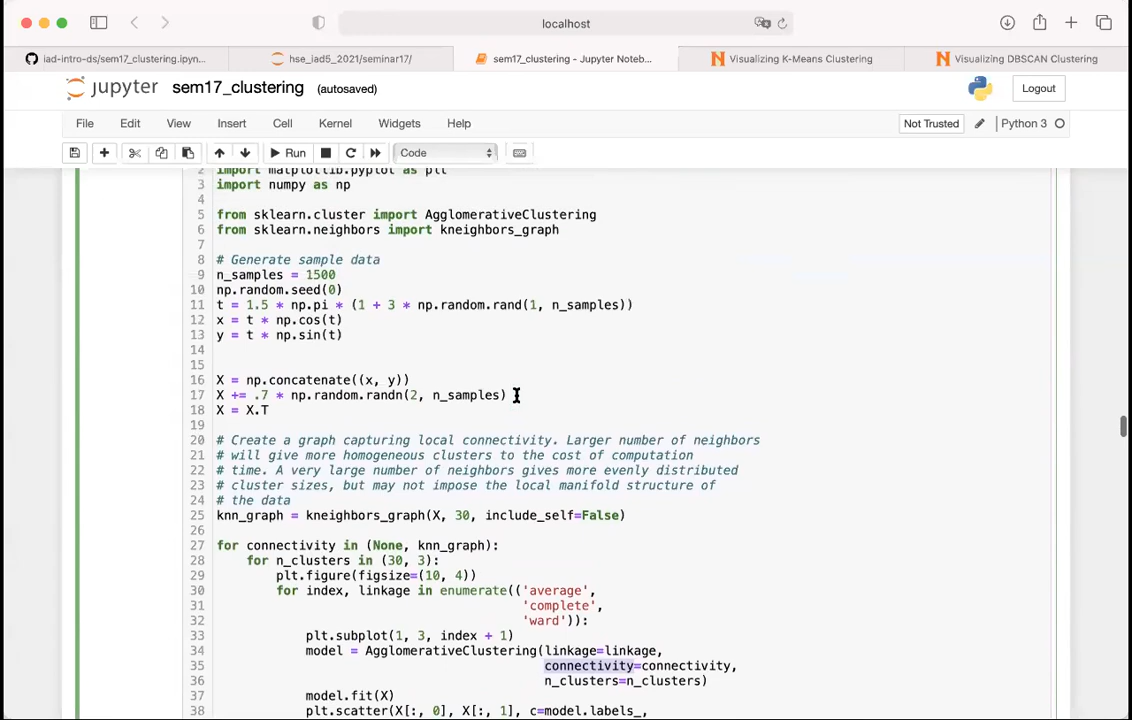 localhost
iad-intro-ds/sem17_clustering.ipyn...
hse_iad5_2021/seminar17/
sem17_clustering - Jupyter Noteb...
Visualizing K-Means Clustering
Visualizing DBSCAN Clustering
jupyter sem17_clustering (autosaved)
Logout
File Edit View Insert Cell Kernel Widgets Help
Not Trusted
Python 3
Run
Code
2 import matplotlib.pyplot as plt
3 import numpy as np
4
5 from sklearn.cluster import AgglomerativeClustering
6 from sklearn.neighbors import kneighbors_graph
7
8 # Generate sample data
9 n_samples = 1500
10 np.random.seed(0)
11 t = 1.5 * np.pi * (1 + 3 * np.random.rand(1, n_samples))
12 x = t * np.cos(t)
13 y = t * np.sin(t)
14
15
16 X = np.concatenate((x, y))
17 X += .7 * np.random.randn(2, n_samples)
18 X = X.T
19
20 # Create a graph capturing local connectivity. Larger number of neighbors
21 # will give more homogeneous clusters to the cost of computation
22 # time. A very large number of neighbors gives more evenly distributed
23 # cluster sizes, but may not impose the local manifold structure of
24 # the data
25 knn_graph = kneighbors_graph(X, 30, include_self=False)
26
27 for connectivity in (None, knn_graph):
28     for n_clusters in (30, 3):
29         plt.figure(figsize=(10, 4))
30         for index, linkage in enumerate(('average',
31                                          'complete',
32                                          'ward')):
33             plt.subplot(1, 3, index + 1)
34             model = AgglomerativeClustering(linkage=linkage,
35                                             connectivity=connectivity,
36                                             n_clusters=n_clusters)
37             model.fit(X)
38             plt.scatter(X[:, 0], X[:, 1], c=model.labels_,